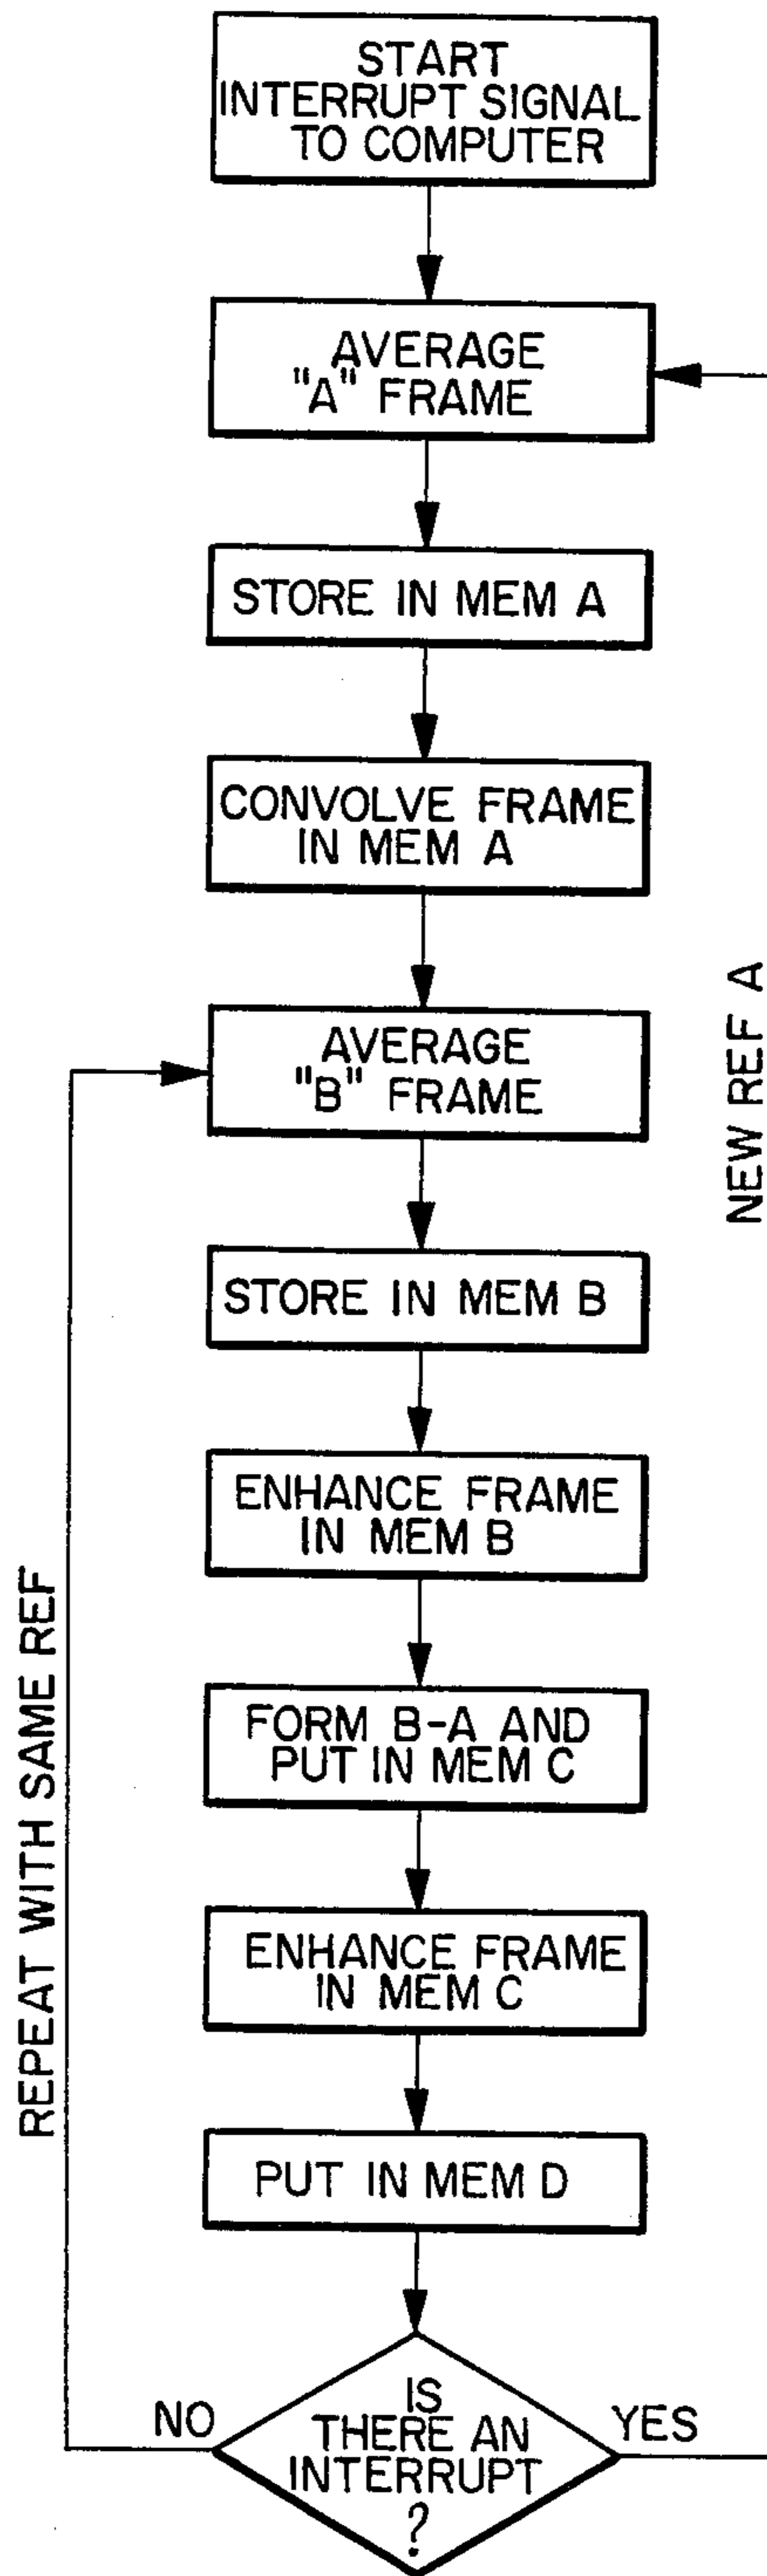 START
INTERRUPT SIGNAL
TO COMPUTER
AVERAGE
"A" FRAME
STORE IN MEM A
CONVOLVE FRAME
IN MEM A
NEW REF A
AVERAGE
"B" FRAME
STORE IN MEM B
ENHANCE FRAME
IN MEM B
REPEAT WITH SAME REF
FORM B-A AND
PUT IN MEM C
ENHANCE FRAME
IN MEM C
PUT IN MEM D
NO
IS
THERE AN
INTERRUPT
?
YES